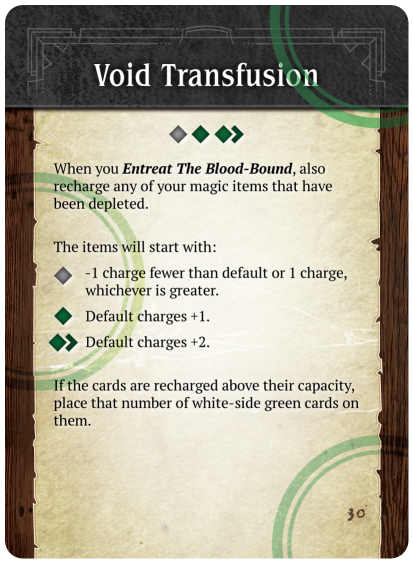 Void Transfusion
When you Entreat The Blood-Bound, also
recharge any of your magic items that have
been depleted.
The items will start with:
-1 charge fewer than default or 1 charge,
whichever is greater.
Default charges +1.
Default charges +2.
If the cards are recharged above their capacity,
place that number of white-side green cards on
them.
30